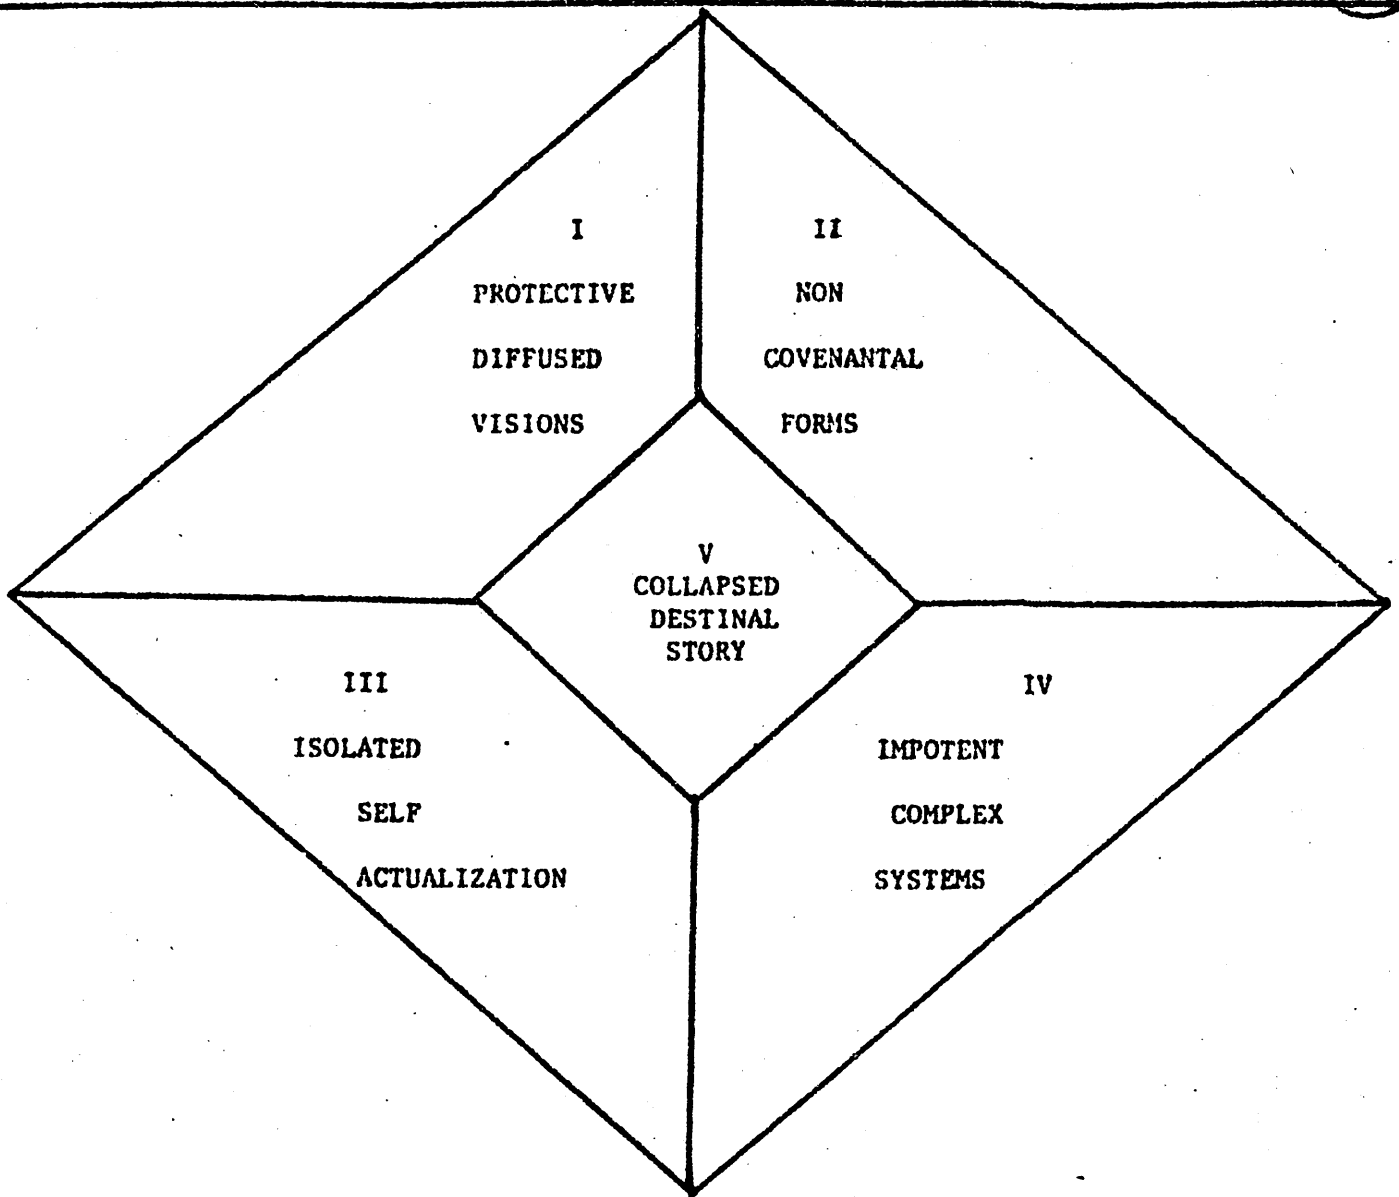 I
PROTECTIVE
DIFFUSED
VISIONS
II
NON
COVENANTAL
FORMS
V
COLLAPSED
DESTINAL
STORY
III
ISOLATED
SELF
ACTUALIZATION
IV
IMPOTENT
COMPLEX
SYSTEMS